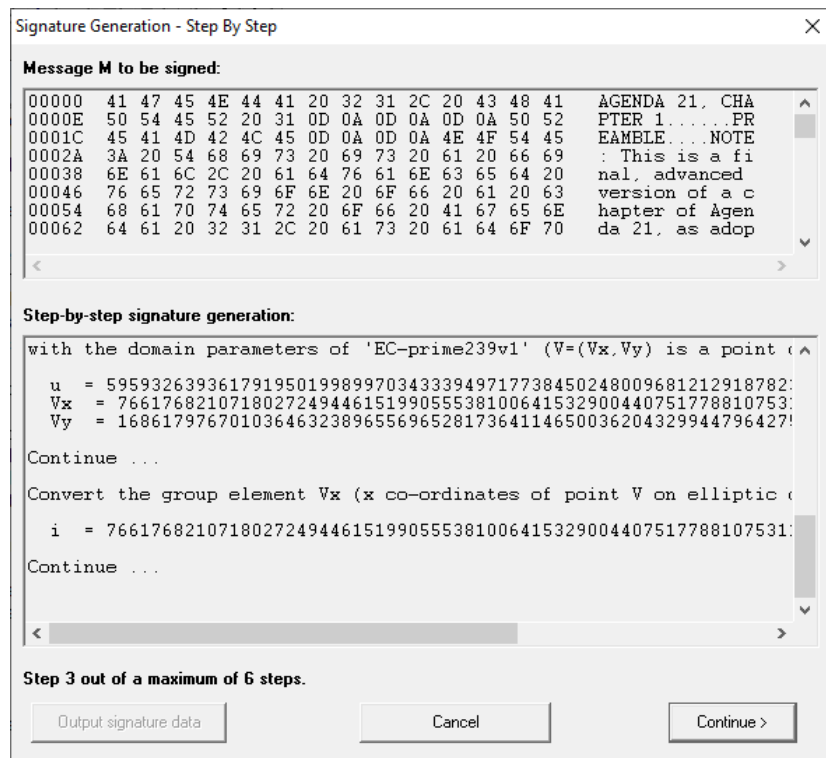 Signature Generation - Step By Step
Message M to be signed:
00000 41 47 45 4E 44 41 20 32 31 2C 20 43 48 41 AGENDA 21, CHA
0000E 50 54 45 52 20 31 0D 0A 0D 0A 0D 0A 50 52 PTER 1......PR
0001C 45 41 4D 42 4C 45 0D 0A 0D 0A 4E 4F 54 45 EAMBLE....NOTE
0002A 3A 20 54 68 69 73 20 69 73 20 61 20 66 69 : This is a fi
00038 6E 61 6C 2C 20 61 64 76 61 6E 63 65 64 20 nal, advanced
00046 76 65 72 73 69 6F 6E 20 6F 66 20 61 20 63 version of a c
00054 68 61 70 74 65 72 20 6F 66 20 41 67 65 6E hapter of Agen
00062 64 61 20 32 31 2C 20 61 73 20 61 64 6F 70 da 21, as adop
Step-by-step signature generation:
with the domain parameters of 'EC-prime239v1' (V=(Vx,Vy) is a point
u = 5959326393617919501998997034333949717738450248009681212918782
Vx = 76617682107180272494461519905553810064153290044075177881075​3
Vy = 168617976701036463238965569652817364114650036204329944796427
Continue ...
Convert the group element Vx (x co-ordinates of point V on elliptic
i = 766176821071802724944615199055538100641532900440751778810753​1
Continue ...
Step 3 out of a maximum of 6 steps.
Output signature data
Cancel
Continue >